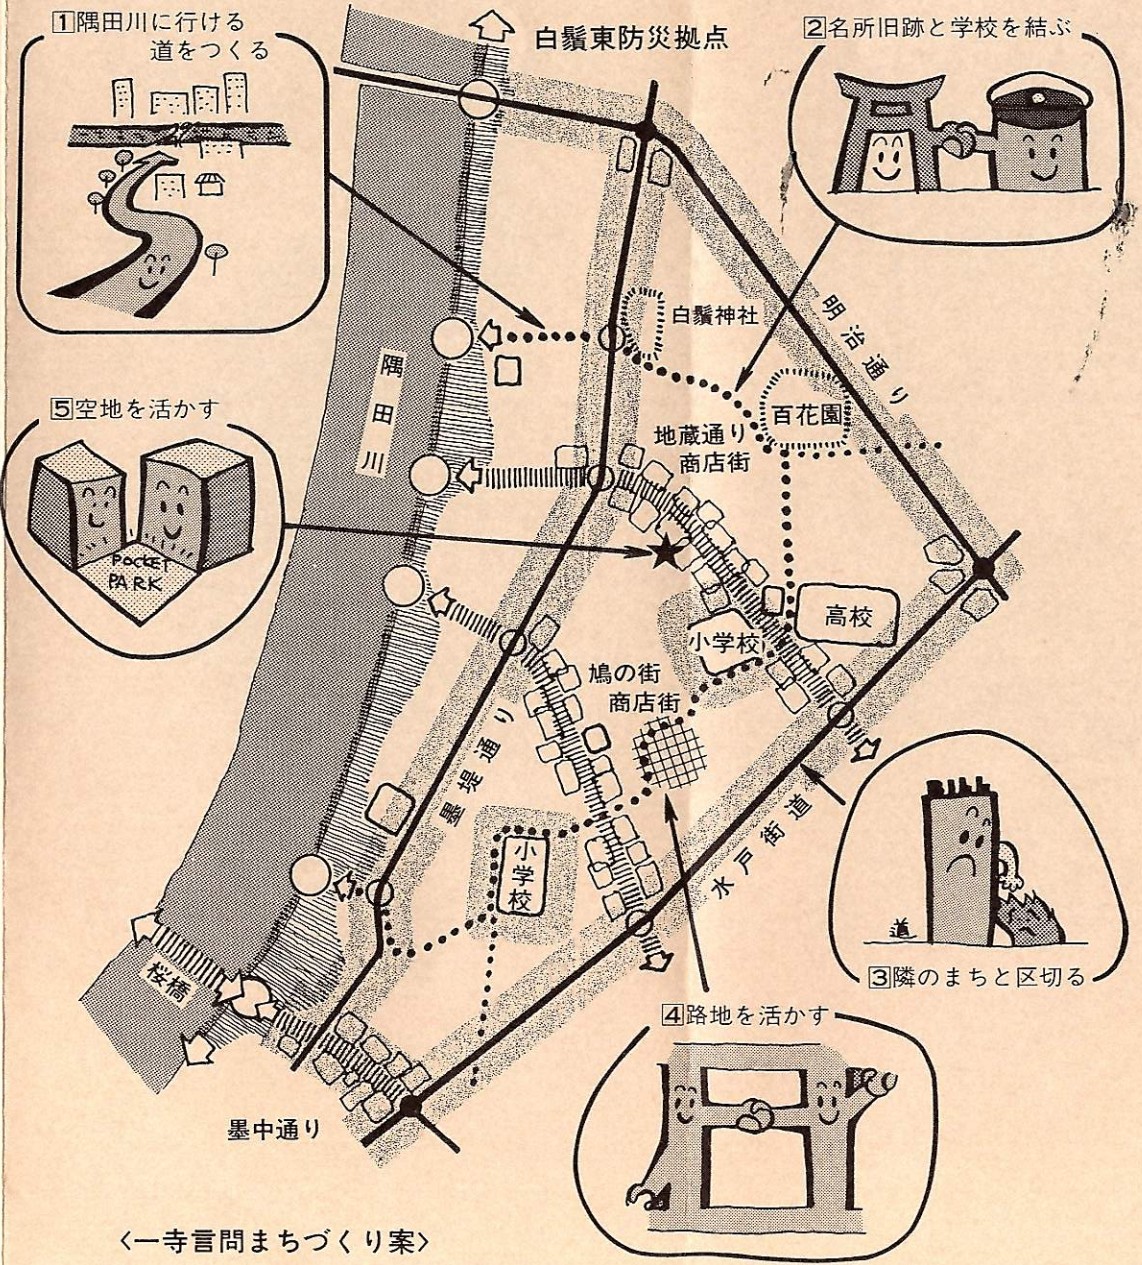 1隅田川に行ける
道をつくる
白鬚東防災拠点
2名所旧跡と学校を結ぶ
白鬚神社
明治通り
隅田川
百花園
地蔵通り
商店街
5空地を活かす
POCKET
PARK
高校
小学校
鳩の街
商店街
墨堤通り
水戸街道
小学校
道
3隣のまちと区切る
桜橋
4路地を活かす
墨中通り
〈一寺言問まちづくり案〉